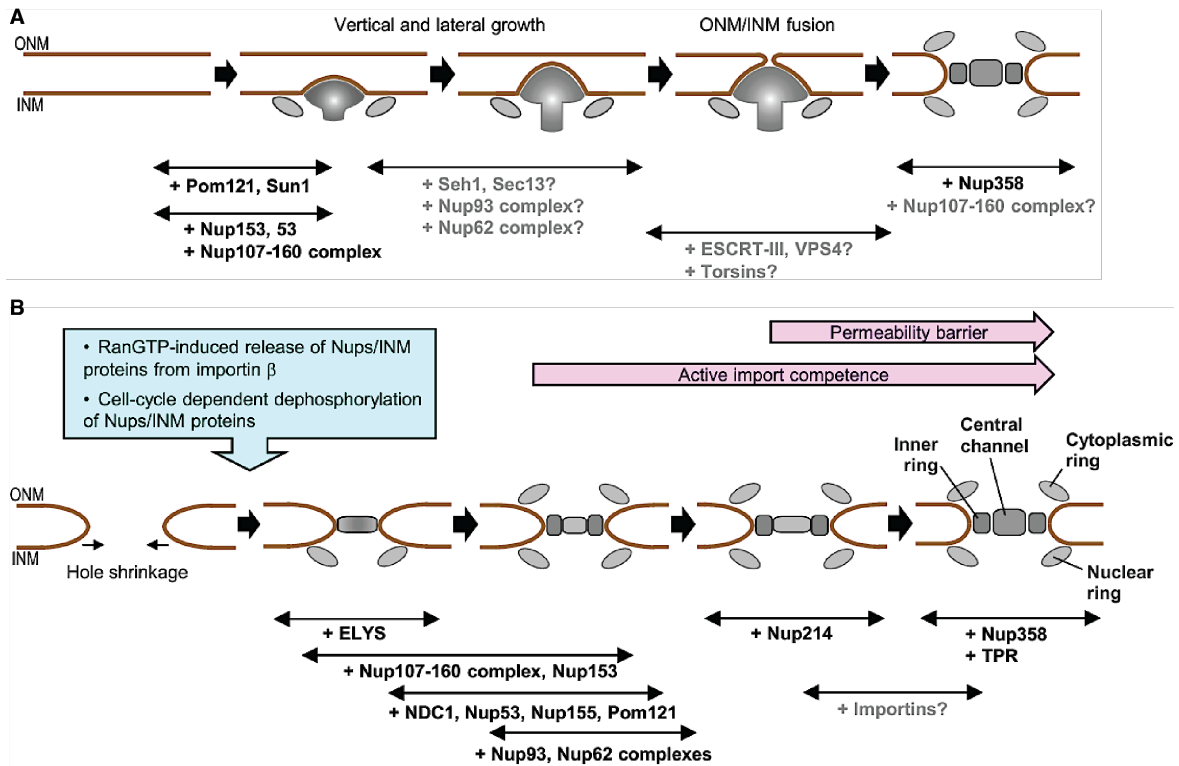 A
Vertical and lateral growth
ONM/INM fusion
ONM
INM
+ Pom121, Sun1
+ Nup153, 53
+ Nup107-160 complex
+ Seh1, Sec13?
+ Nup93 complex?
+ Nup62 complex?
+ ESCRT-III, VPS4?
+ Torsins?
+ Nup358
+ Nup107-160 complex?
B
• RanGTP-induced release of Nups/INM
proteins from importin β
• Cell-cycle dependent dephosphorylation
of Nups/INM proteins
Permeability barrier
Active import competence
Inner
ring
Central
channel
Cytoplasmic
ring
ONM
INM
Hole shrinkage
Nuclear
ring
+ ELYS
+ Nup107-160 complex, Nup153
+ NDC1, Nup53, Nup155, Pom121
+ Nup93, Nup62 complexes
+ Nup214
+ Importins?
+ Nup358
+ TPR